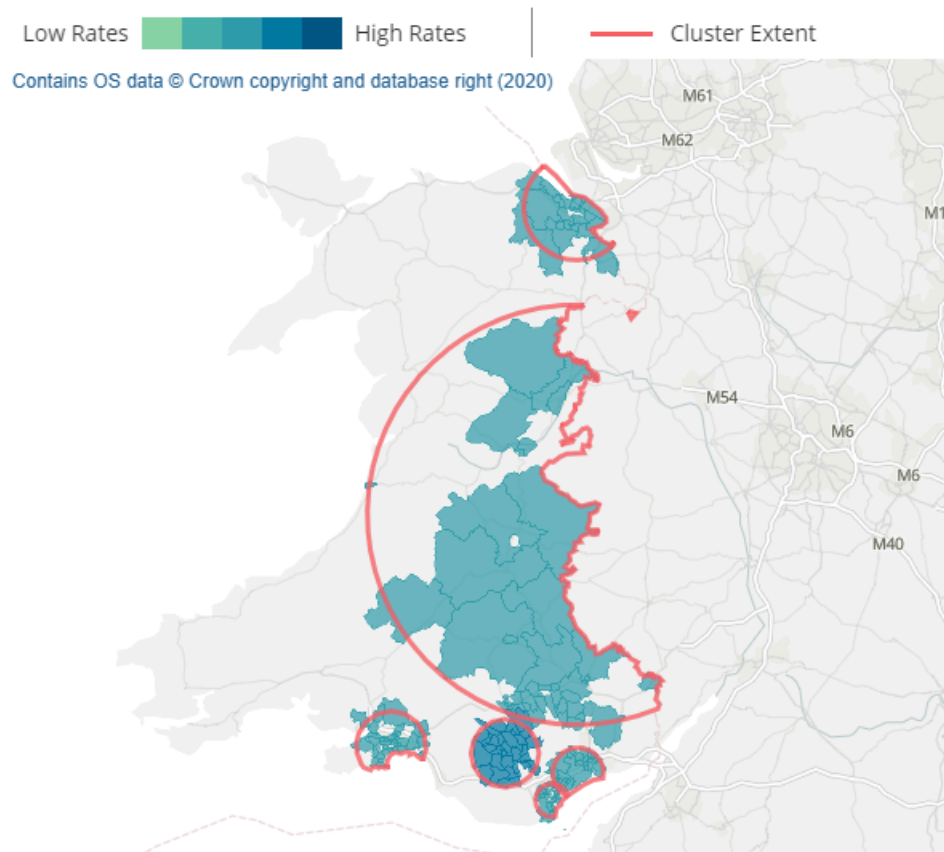 Low Rates High Rates Cluster Extent
Contains OS data © Crown copyright and database right (2020)
M61
M62
M1
M54
M6
M6
M40